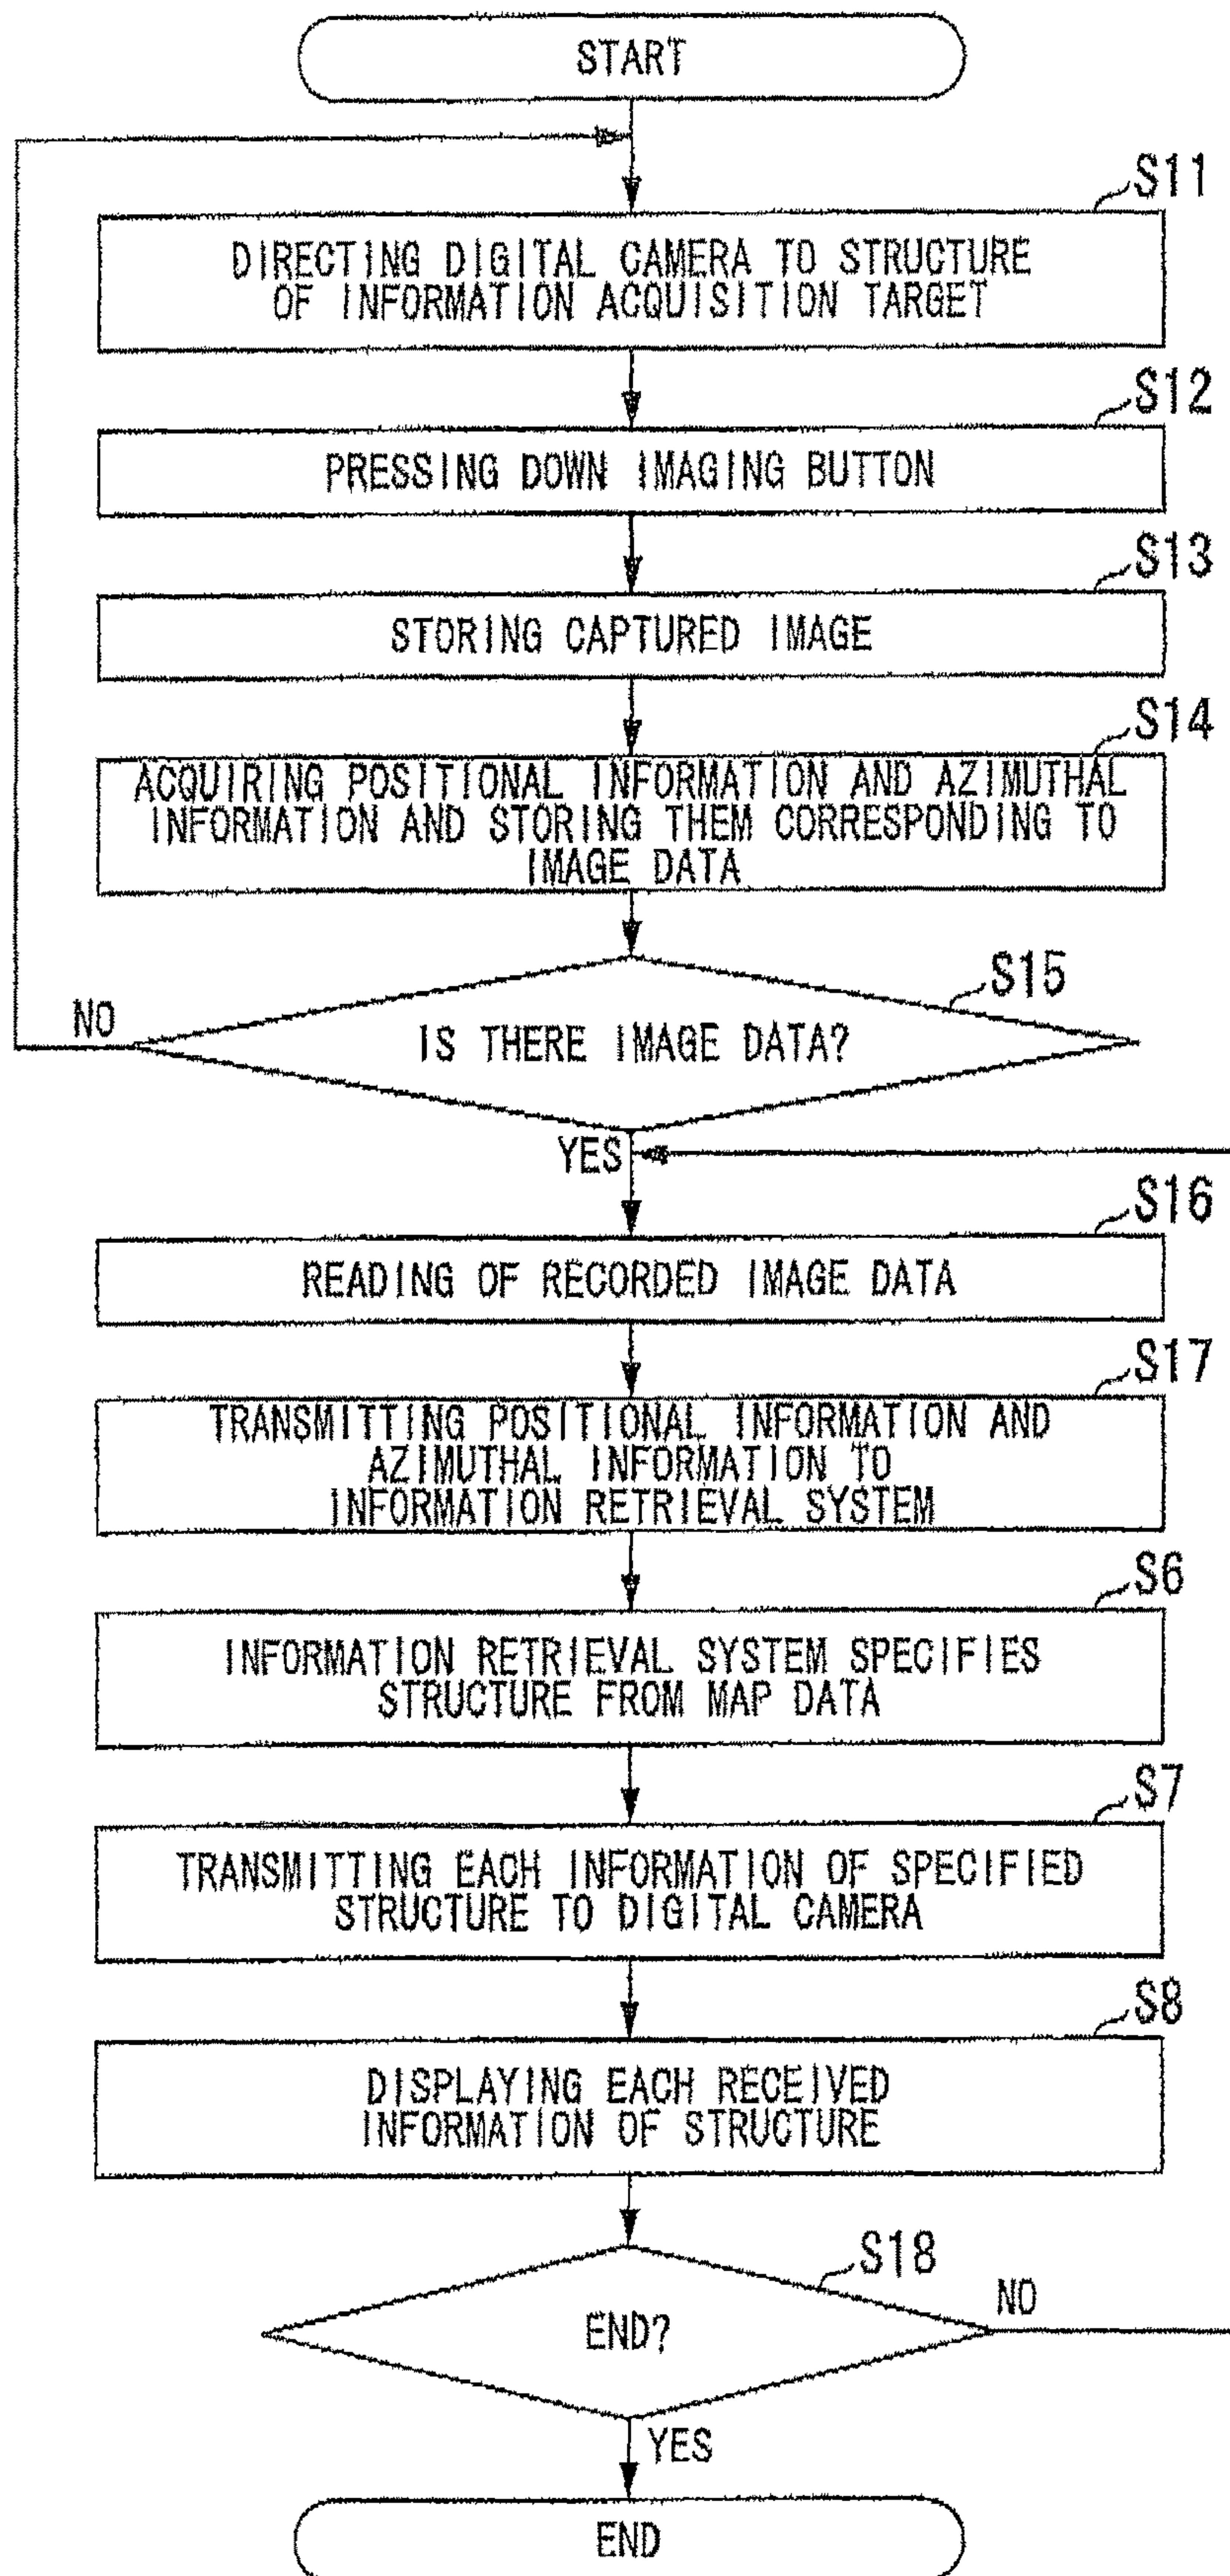 START
S11
DIRECTING DIGITAL CAMERA TO STRUCTURE
OF INFORMATION ACQUISITION TARGET
S12
PRESSING DOWN IMAGING BUTTON
S13
STORING CAPTURED IMAGE
S14
ACQUIRING POSITIONAL INFORMATION AND AZIMUTHAL
INFORMATION AND STORING THEM CORRESPONDING TO
IMAGE DATA
S15
NO
IS THERE IMAGE DATA?
YES
S16
READING OF RECORDED IMAGE DATA
S17
TRANSMITTING POSITIONAL INFORMATION AND
AZIMUTHAL INFORMATION TO
INFORMATION RETRIEVAL SYSTEM
S6
INFORMATION RETRIEVAL SYSTEM SPECIFIES
STRUCTURE FROM MAP DATA
S7
TRANSMITTING EACH INFORMATION OF SPECIFIED
STRUCTURE TO DIGITAL CAMERA
S8
DISPLAYING EACH RECEIVED
INFORMATION OF STRUCTURE
S18
NO
END?
YES
END